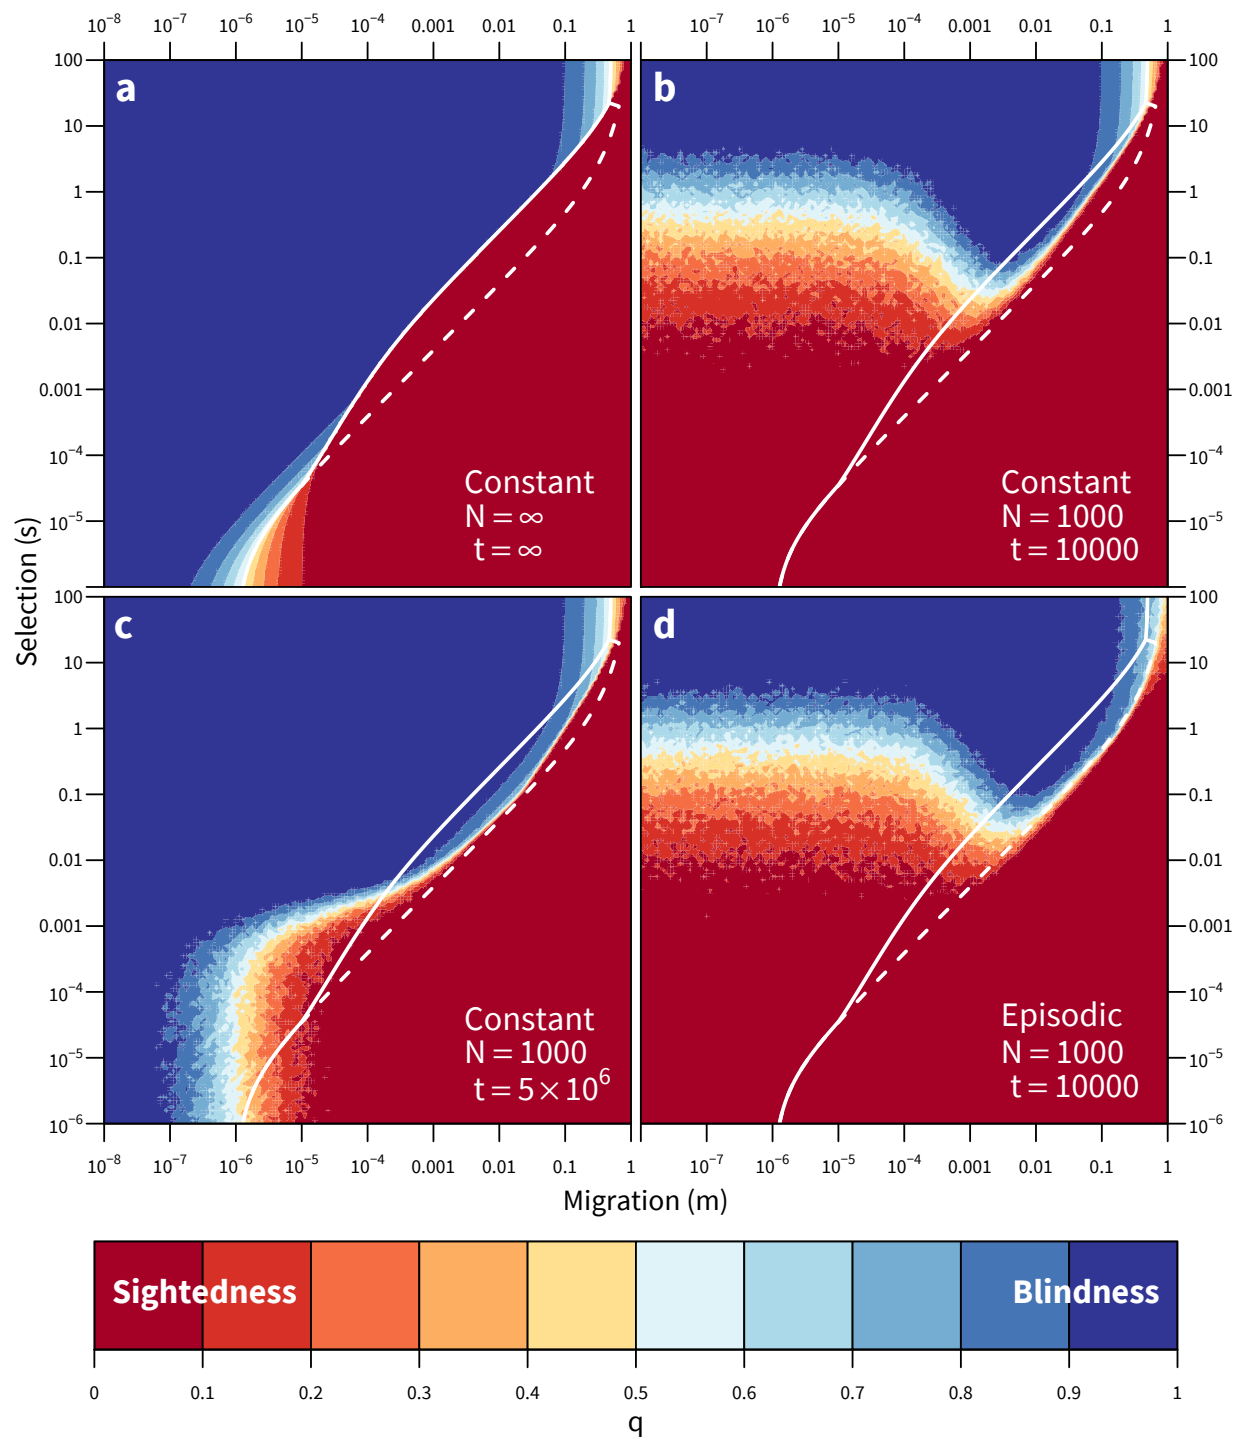 10⁻⁸ 10⁻⁷ 10⁻⁶ 10⁻⁵ 10⁻⁴ 0.001 0.01 0.1 1
10⁻⁷ 10⁻⁶ 10⁻⁵ 10⁻⁴ 0.001 0.01 0.1 1
100
10
1
0.1
0.01
0.001
10⁻⁴
10⁻⁵
a
Constant
N = ∞
t = ∞
b
Constant
N = 1000
t = 10000
100
10
1
0.1
0.01
0.001
10⁻⁴
10⁻⁵
Selection (s)
100
10
1
0.1
0.01
0.001
10⁻⁴
10⁻⁵
10⁻⁶
c
Constant
N = 1000
t = 5×10⁶
d
Episodic
N = 1000
t = 10000
100
10
1
0.1
0.01
0.001
10⁻⁴
10⁻⁵
10⁻⁶
10⁻⁸ 10⁻⁷ 10⁻⁶ 10⁻⁵ 10⁻⁴ 0.001 0.01 0.1 1
10⁻⁷ 10⁻⁶ 10⁻⁵ 10⁻⁴ 0.001 0.01 0.1 1
Migration (m)
Sightedness
Blindness
0 0.1 0.2 0.3 0.4 0.5 0.6 0.7 0.8 0.9 1
q